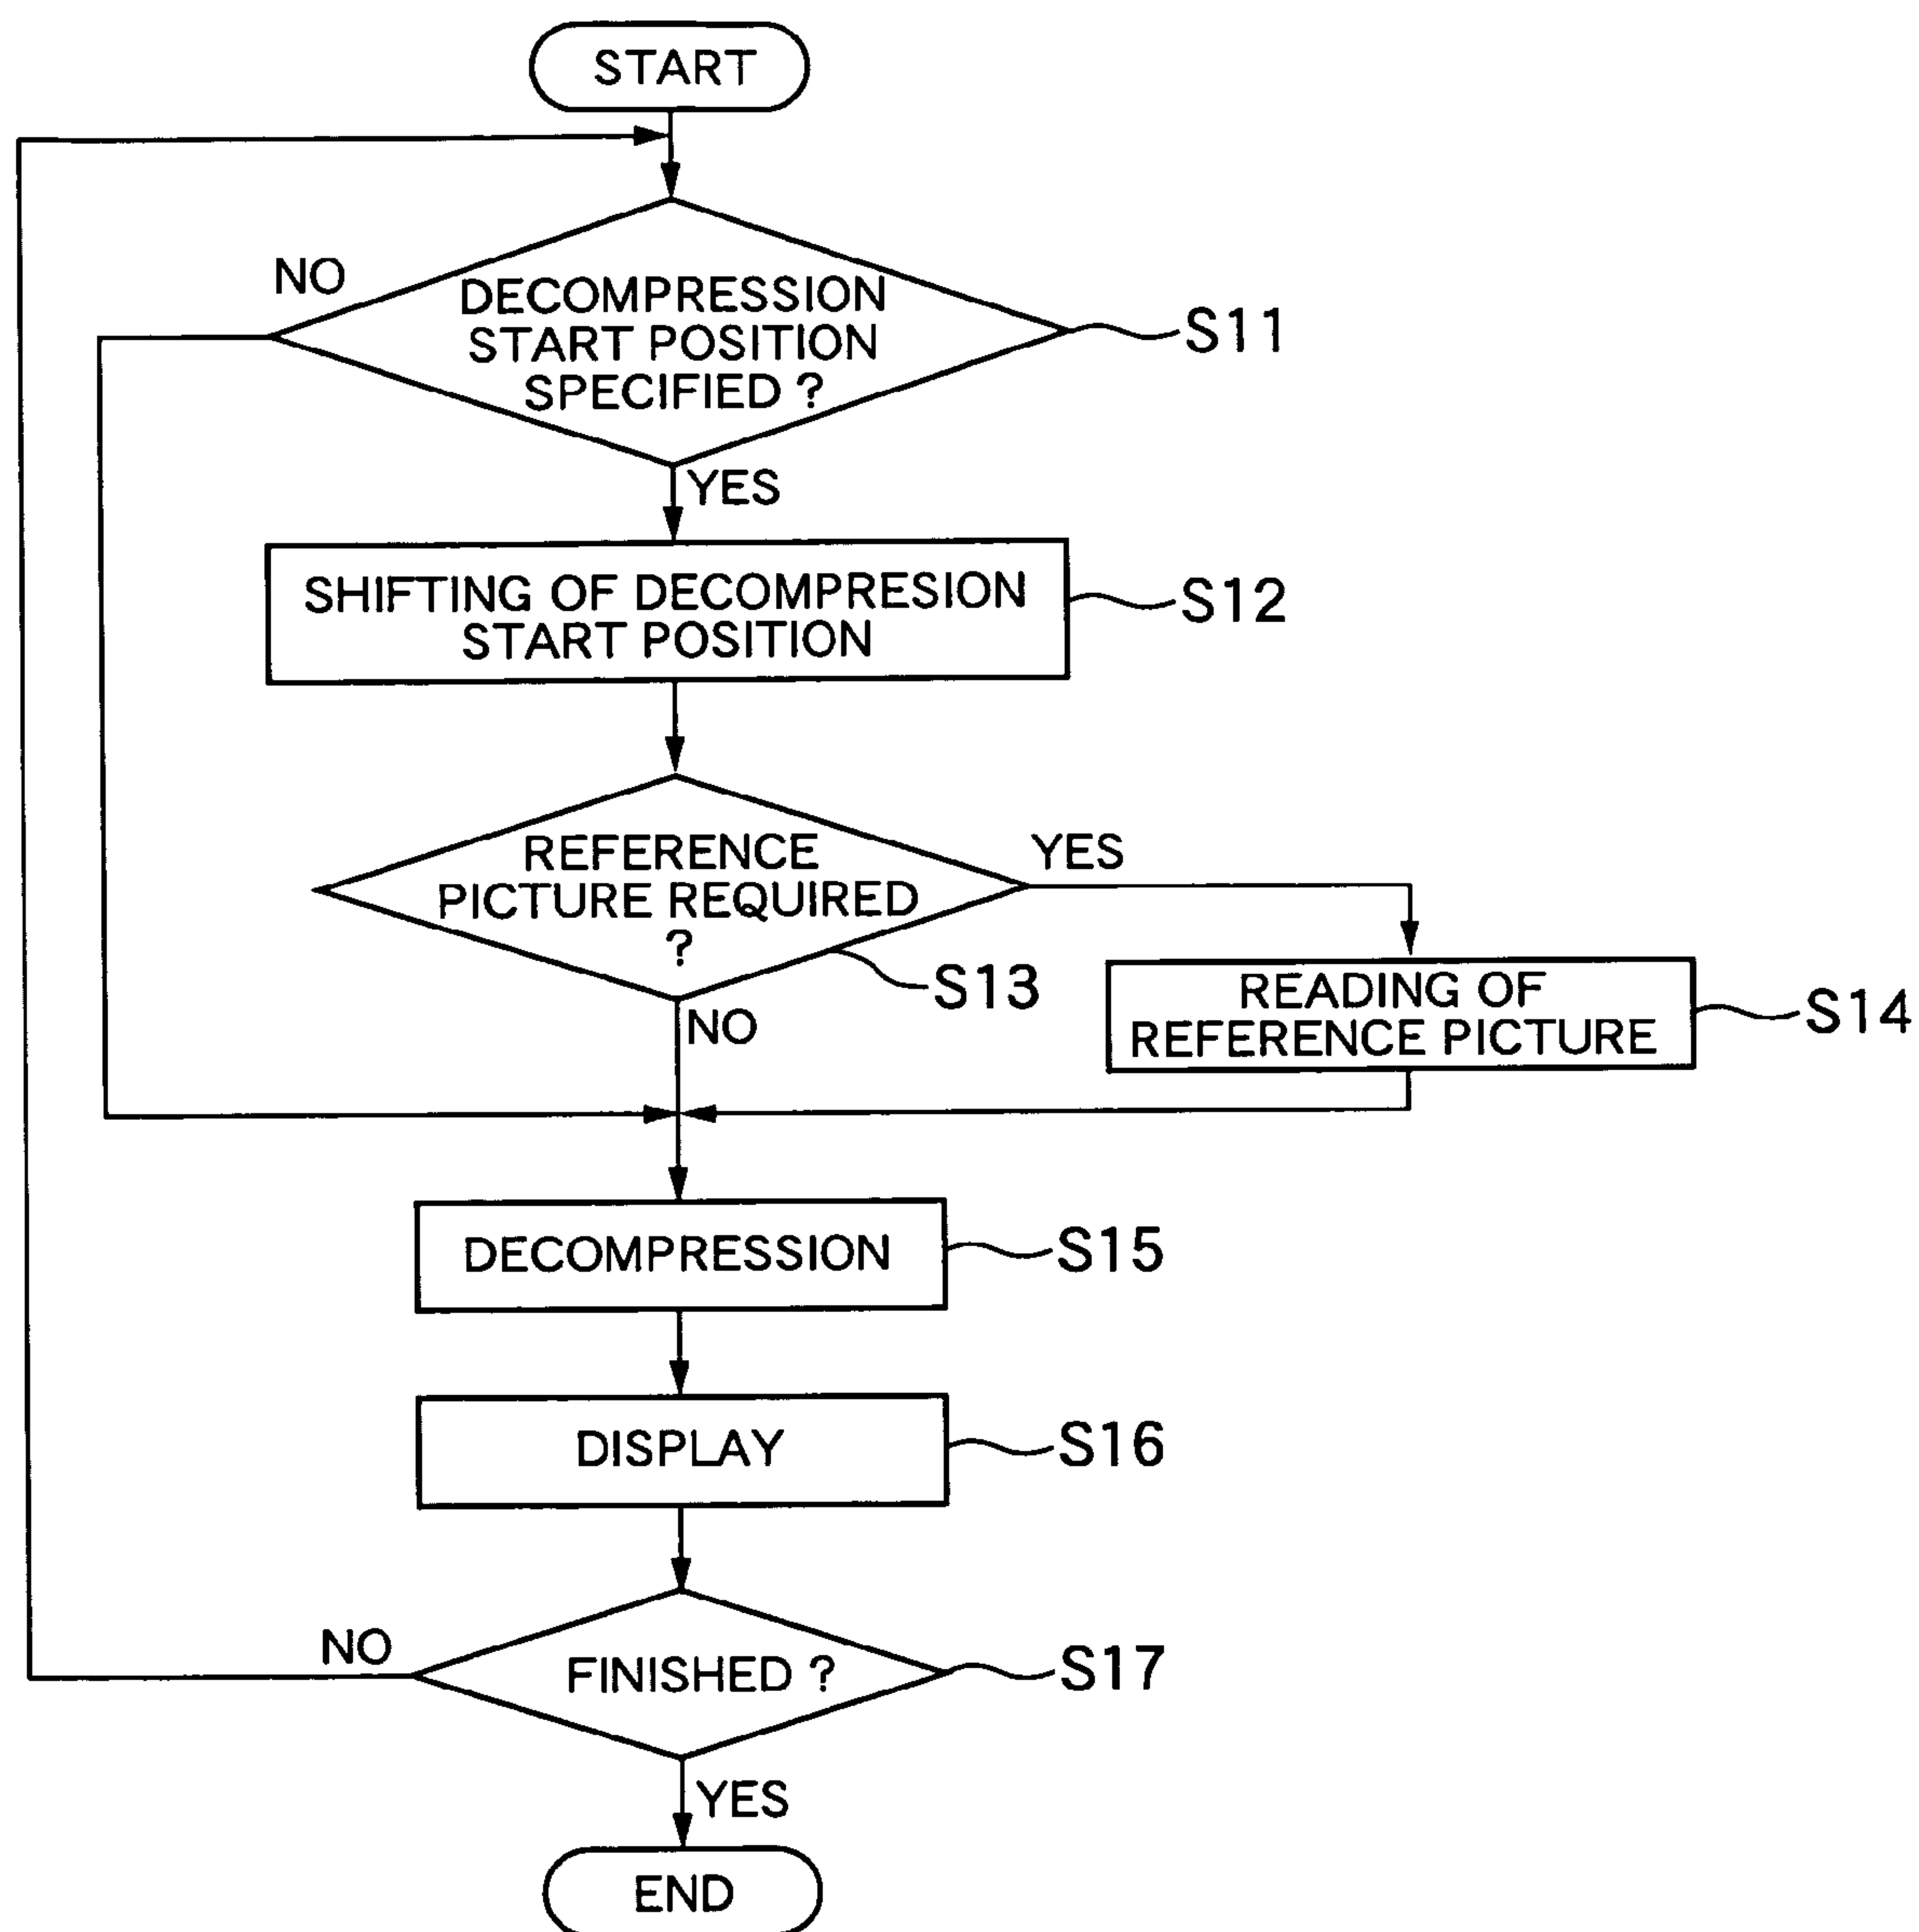 START
NO
DECOMPRESSION
START POSITION
SPECIFIED ?
S11
YES
SHIFTING OF DECOMPRESION
START POSITION
S12
REFERENCE
PICTURE REQUIRED
?
YES
S13
NO
READING OF
REFERENCE PICTURE
S14
DECOMPRESSION
S15
DISPLAY
S16
NO
FINISHED ?
S17
YES
END